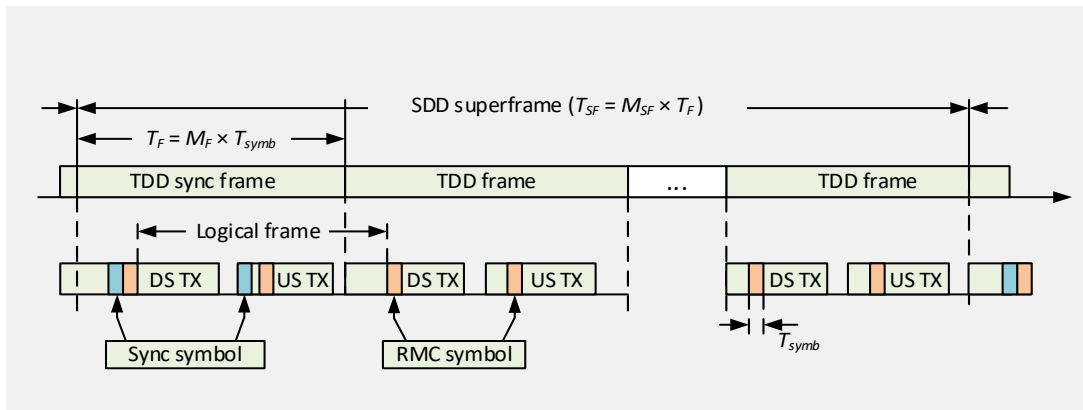 SDD superframe (T_SF = M_SF × T_F)
T_F = M_F × T_symb
TDD sync frame TDD frame ... TDD frame
Logical frame
DS TX US TX DS TX US TX DS TX US TX
T_symb
Sync symbol RMC symbol